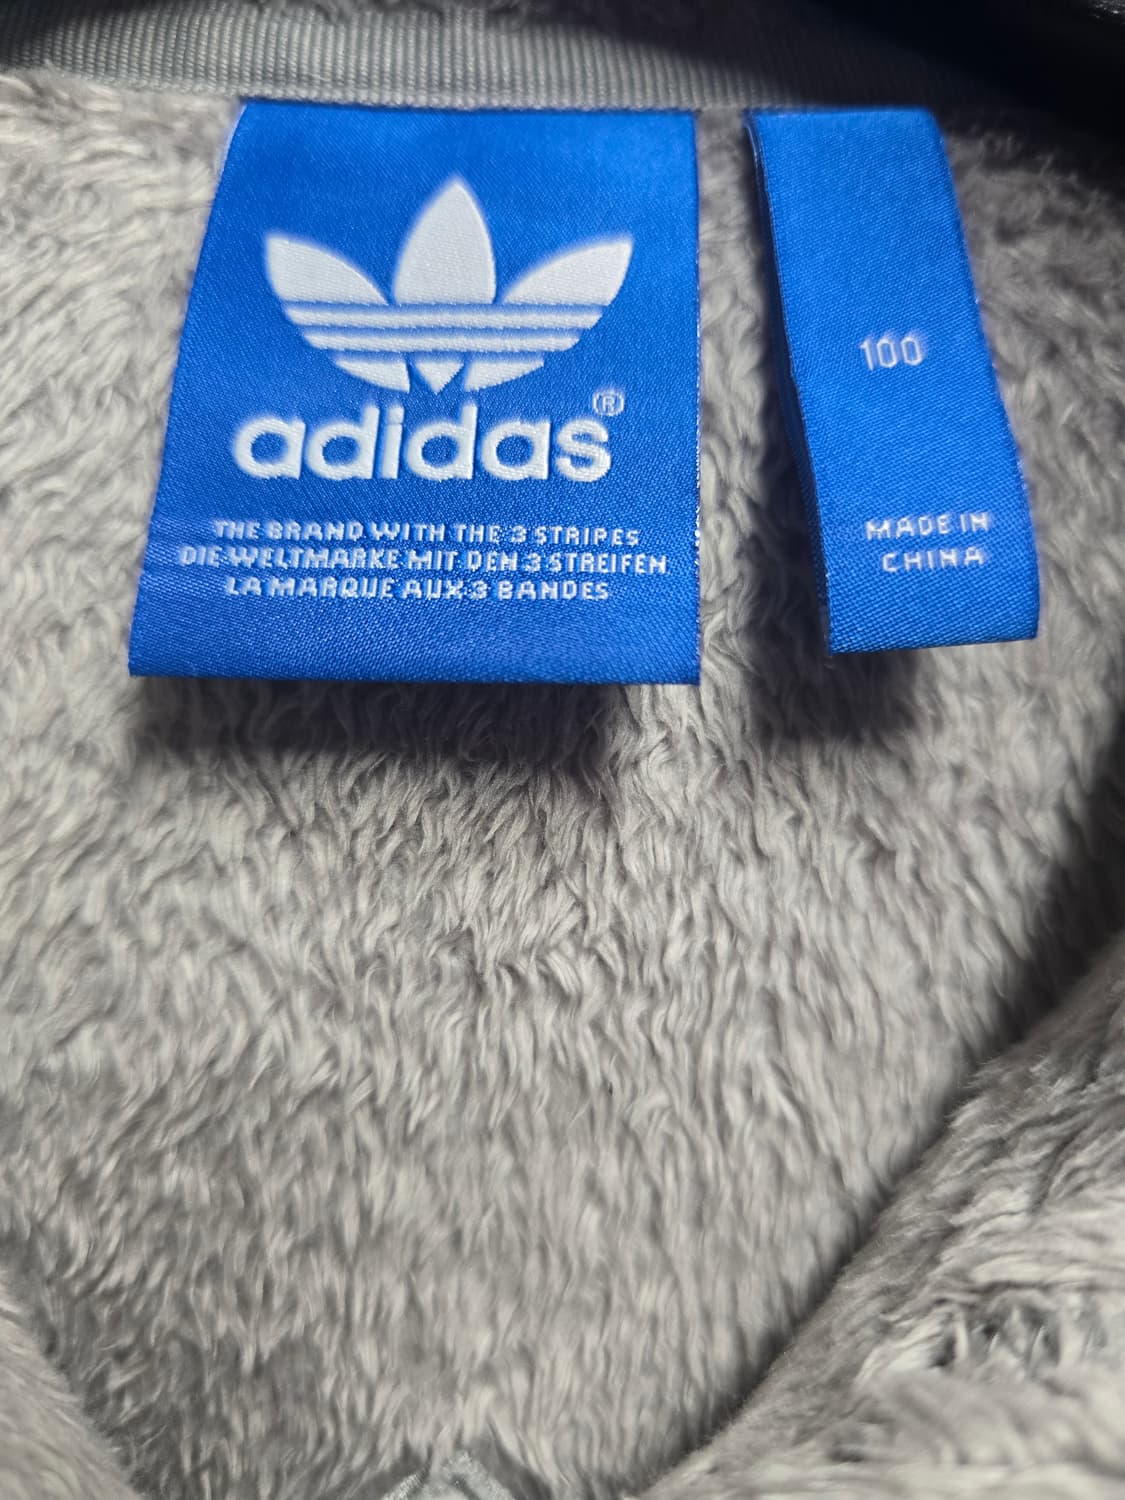 adidas®
THE BRAND WITH THE 3 STRIPES
DIE WELTMARKE MIT DEN 3 STREIFEN
LA MARQUE AUX 3 BANDES
100
MADE IN
CHINA